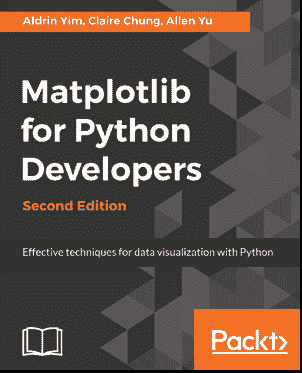 Aldrin Yim, Claire Chung, Allen Yu
Matplotlib
for Python
Developers
Second Edition
Effective techniques for data visualization with Python
Packt>